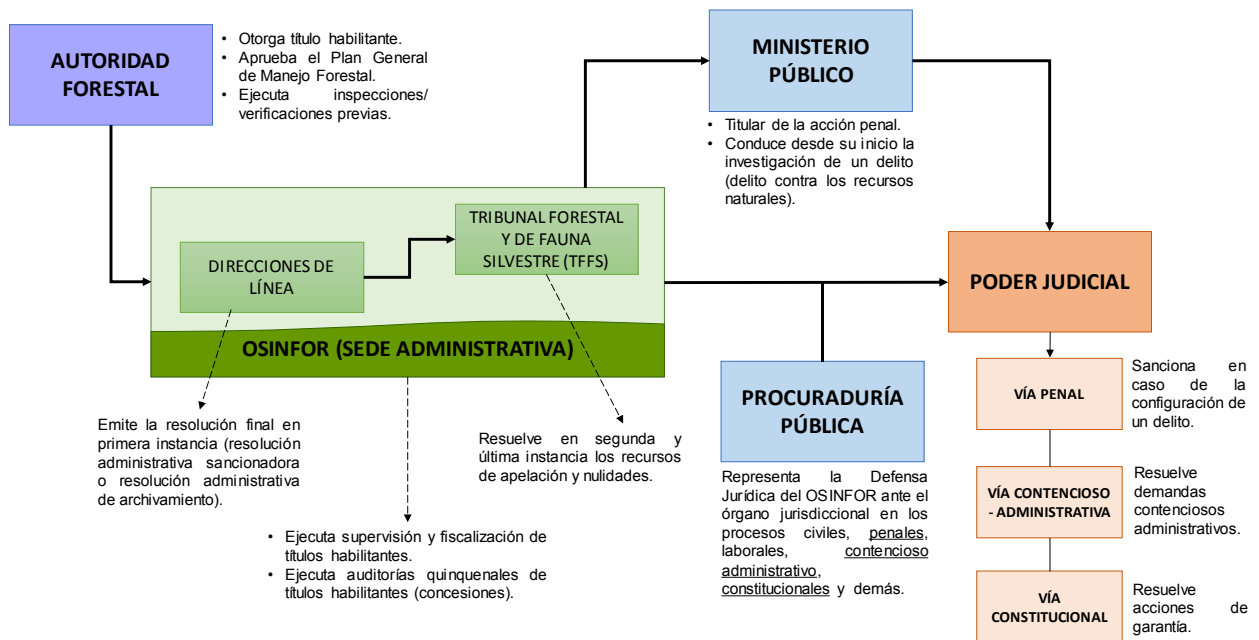 AUTORIDAD
FORESTAL
• Otorga título habilitante.
• Aprueba el Plan General
de Manejo Forestal.
• Ejecuta inspecciones/
verificaciones previas.
MINISTERIO
PÚBLICO
• Titular de la acción penal.
• Conduce desde su inicio la
investigación de un delito
(delito contra los recursos
naturales).
DIRECCIONES DE
LÍNEA
TRIBUNAL FORESTAL
Y DE FAUNA
SILVESTRE (TFFS)
OSINFOR (SEDE ADMINISTRATIVA)
PODER JUDICIAL
Emite la resolución final en
primera instancia (resolución
administrativa sancionadora
o resolución administrativa
de archivamiento).
Resuelve en segunda y
última instancia los recursos
de apelación y nulidades.
• Ejecuta supervisión y fiscalización de
títulos habilitantes.
• Ejecuta auditorías quinquenales de
títulos habilitantes (concesiones).
PROCURADURÍA
PÚBLICA
Representa la Defensa
Jurídica del OSINFOR ante el
órgano jurisdiccional en los
procesos civiles, penales,
laborales, contencioso
administrativo,
constitucionales y demás.
VÍA PENAL
Sanciona en
caso de la
configuración de
un delito.
VÍA CONTENCIOSO
- ADMINISTRATIVA
Resuelve
demandas
contenciosos
administrativos.
VÍA
CONSTITUCIONAL
Resuelve
acciones de
garantía.